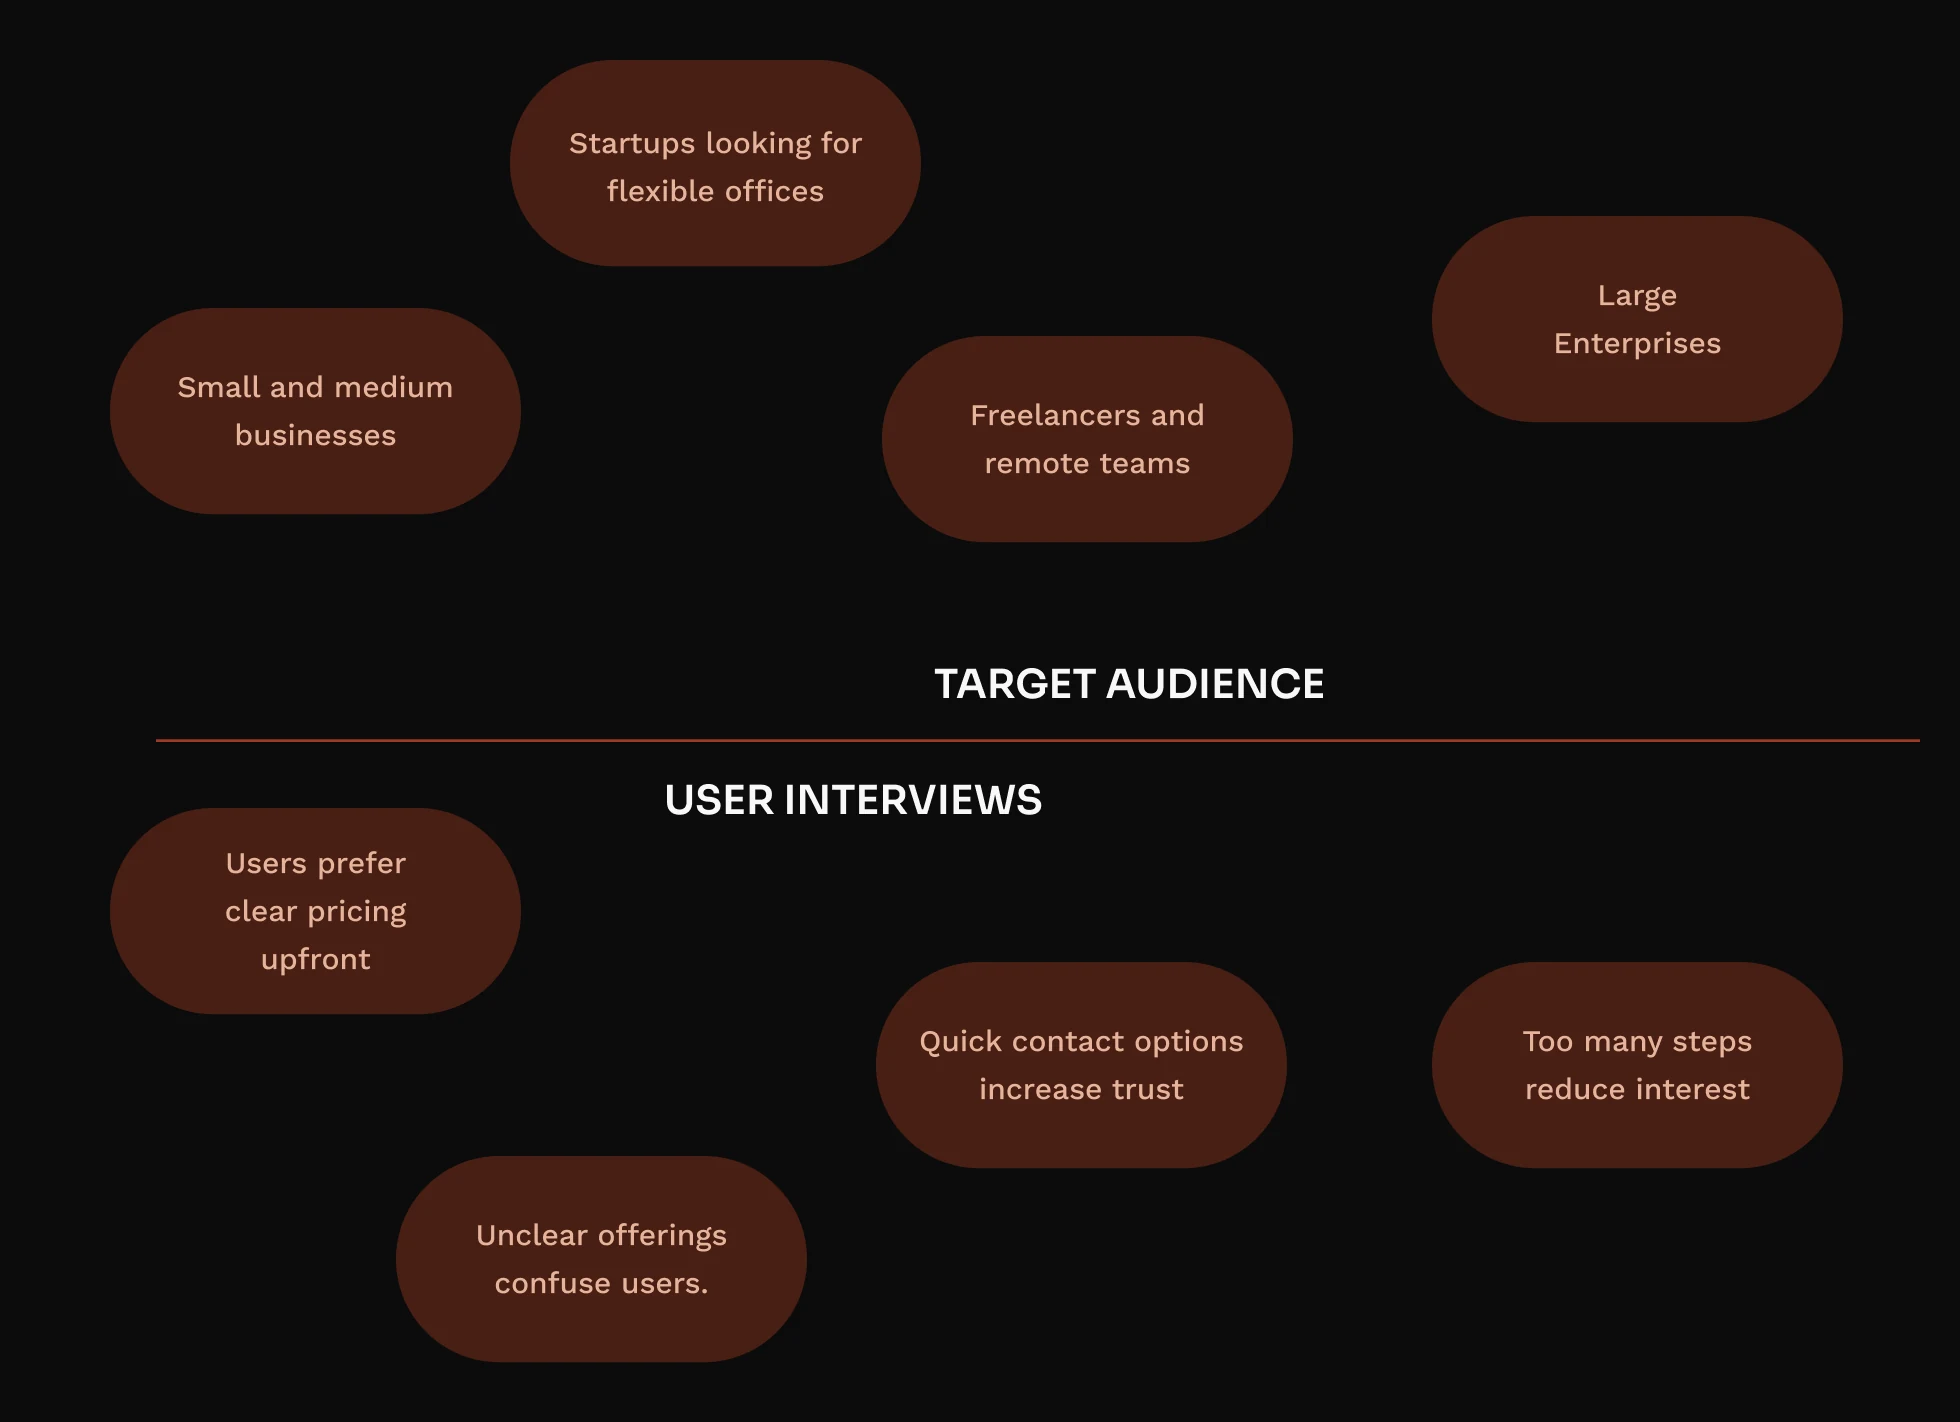 Startups looking for
flexible offices
Large
Enterprises
Small and medium
businesses
Freelancers and
remote teams
TARGET AUDIENCE
USER INTERVIEWS
Users prefer
clear pricing
upfront
Quick contact options
increase trust
Too many steps
reduce interest
Unclear offerings
confuse users.